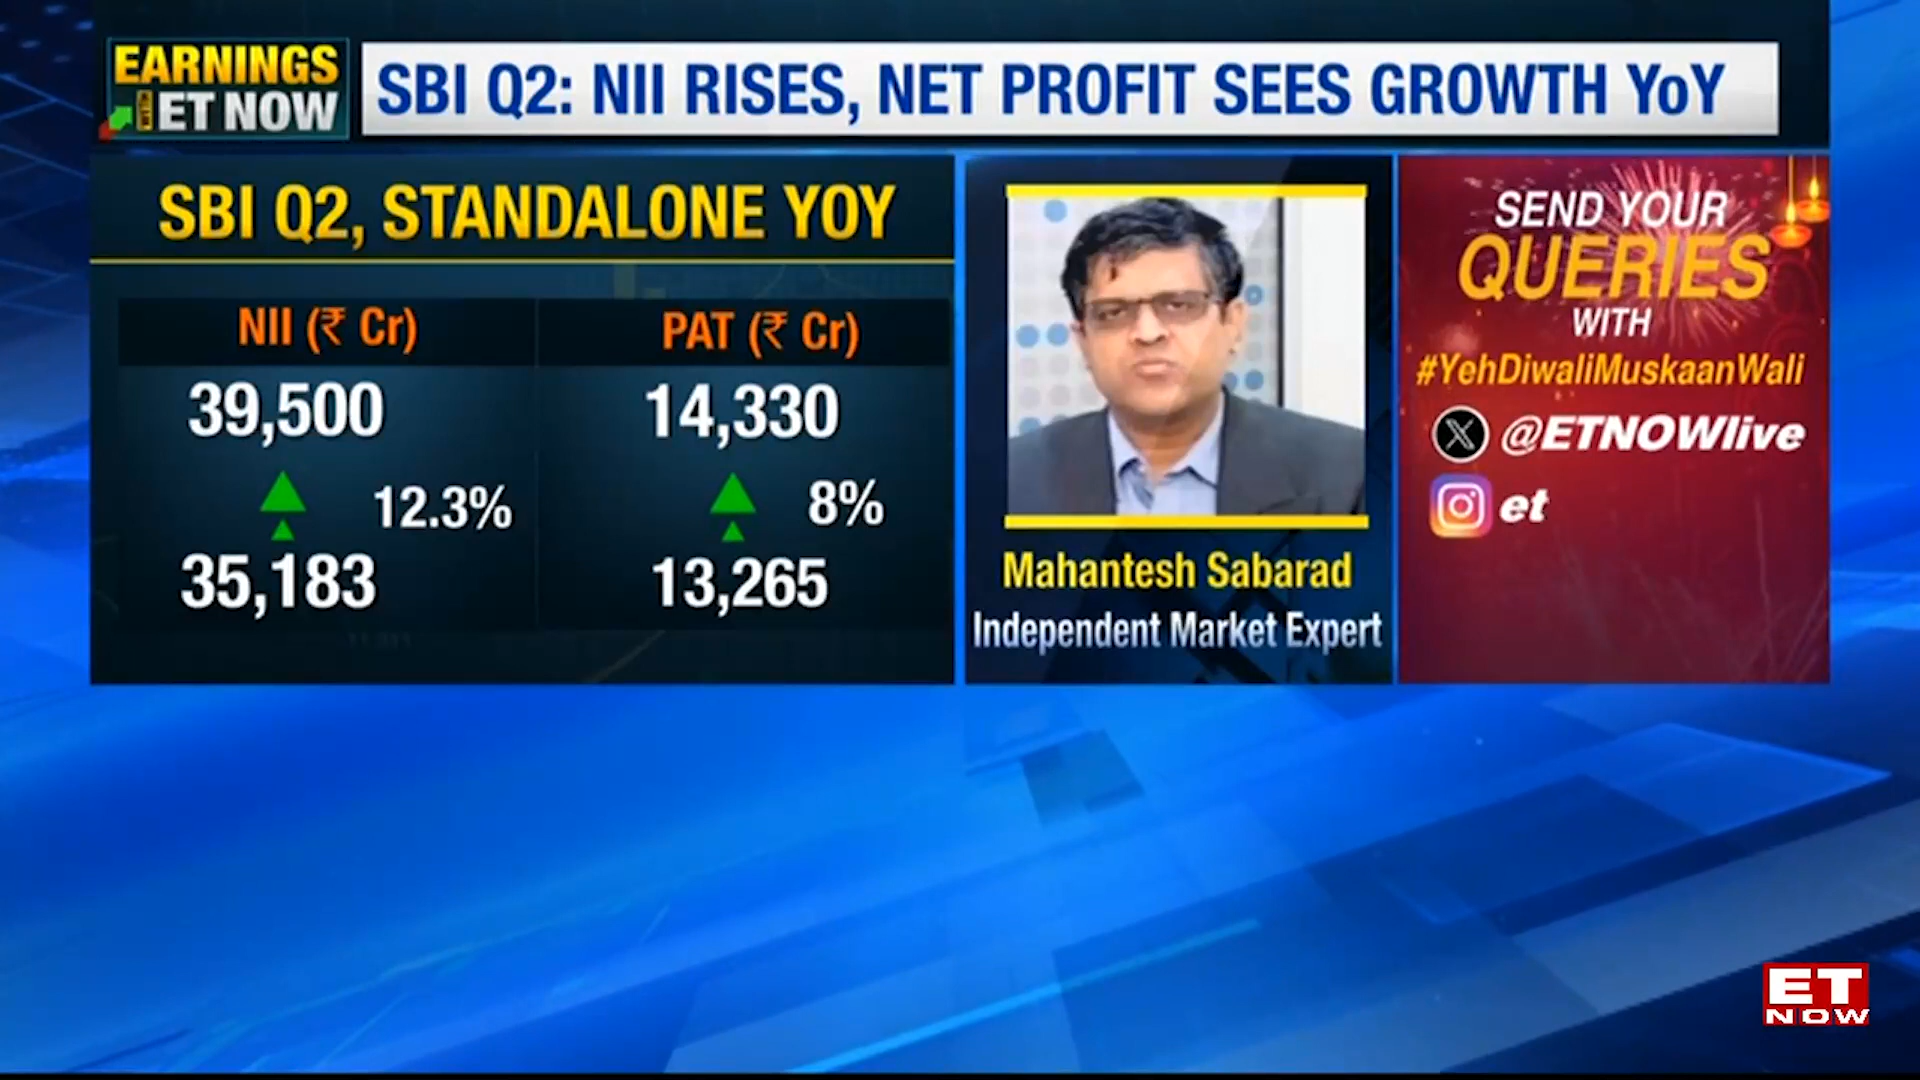 EARNINGS
WITH
ET NOW
SBI Q2: NII RISES, NET PROFIT SEES GROWTH YoY
SBI Q2, STANDALONE YOY
NII (₹ Cr)
PAT (₹ Cr)
39,500
14,330
12.3%
8%
35,183
13,265
Mahantesh Sabarad
Independent Market Expert
SEND YOUR
QUERIES
WITH
#YehDiwaliMuskaanWali
@ETNOWlive
et
ET
NOW